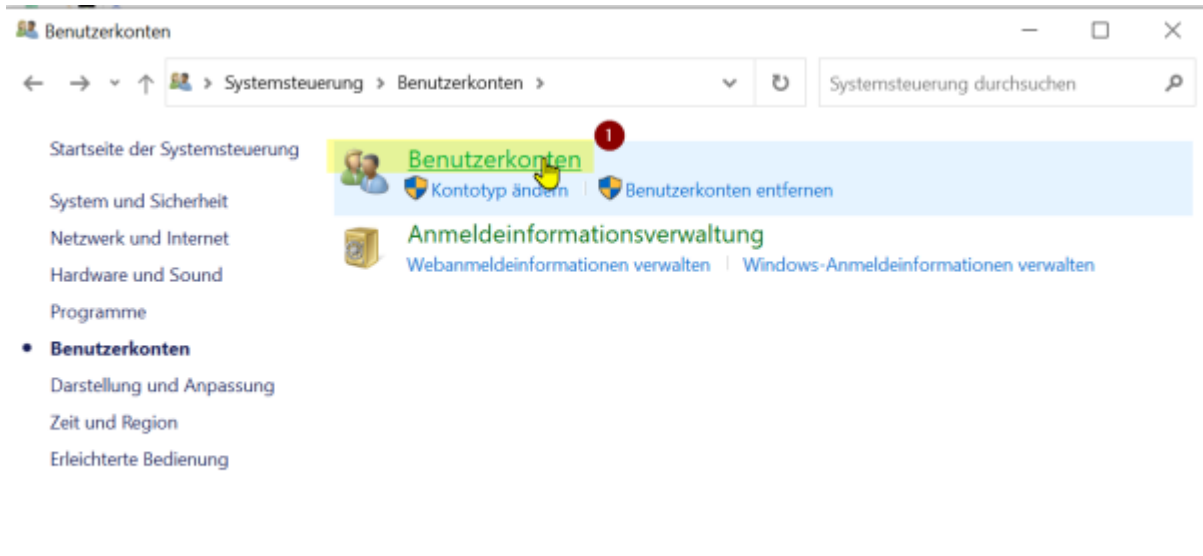 Benutzerkonten
Systemsteuerung > Benutzerkonten >
Systemsteuerung durchsuchen
Startseite der Systemsteuerung
System und Sicherheit
Netzwerk und Internet
Hardware und Sound
Programme
Benutzerkonten
Darstellung und Anpassung
Zeit und Region
Erleichterte Bedienung
1
Benutzerkonten
Kontotyp ändern
Benutzerkonten entfernen
Anmeldeinformationsverwaltung
Webanmeldeinformationen verwalten
Windows-Anmeldeinformationen verwalten